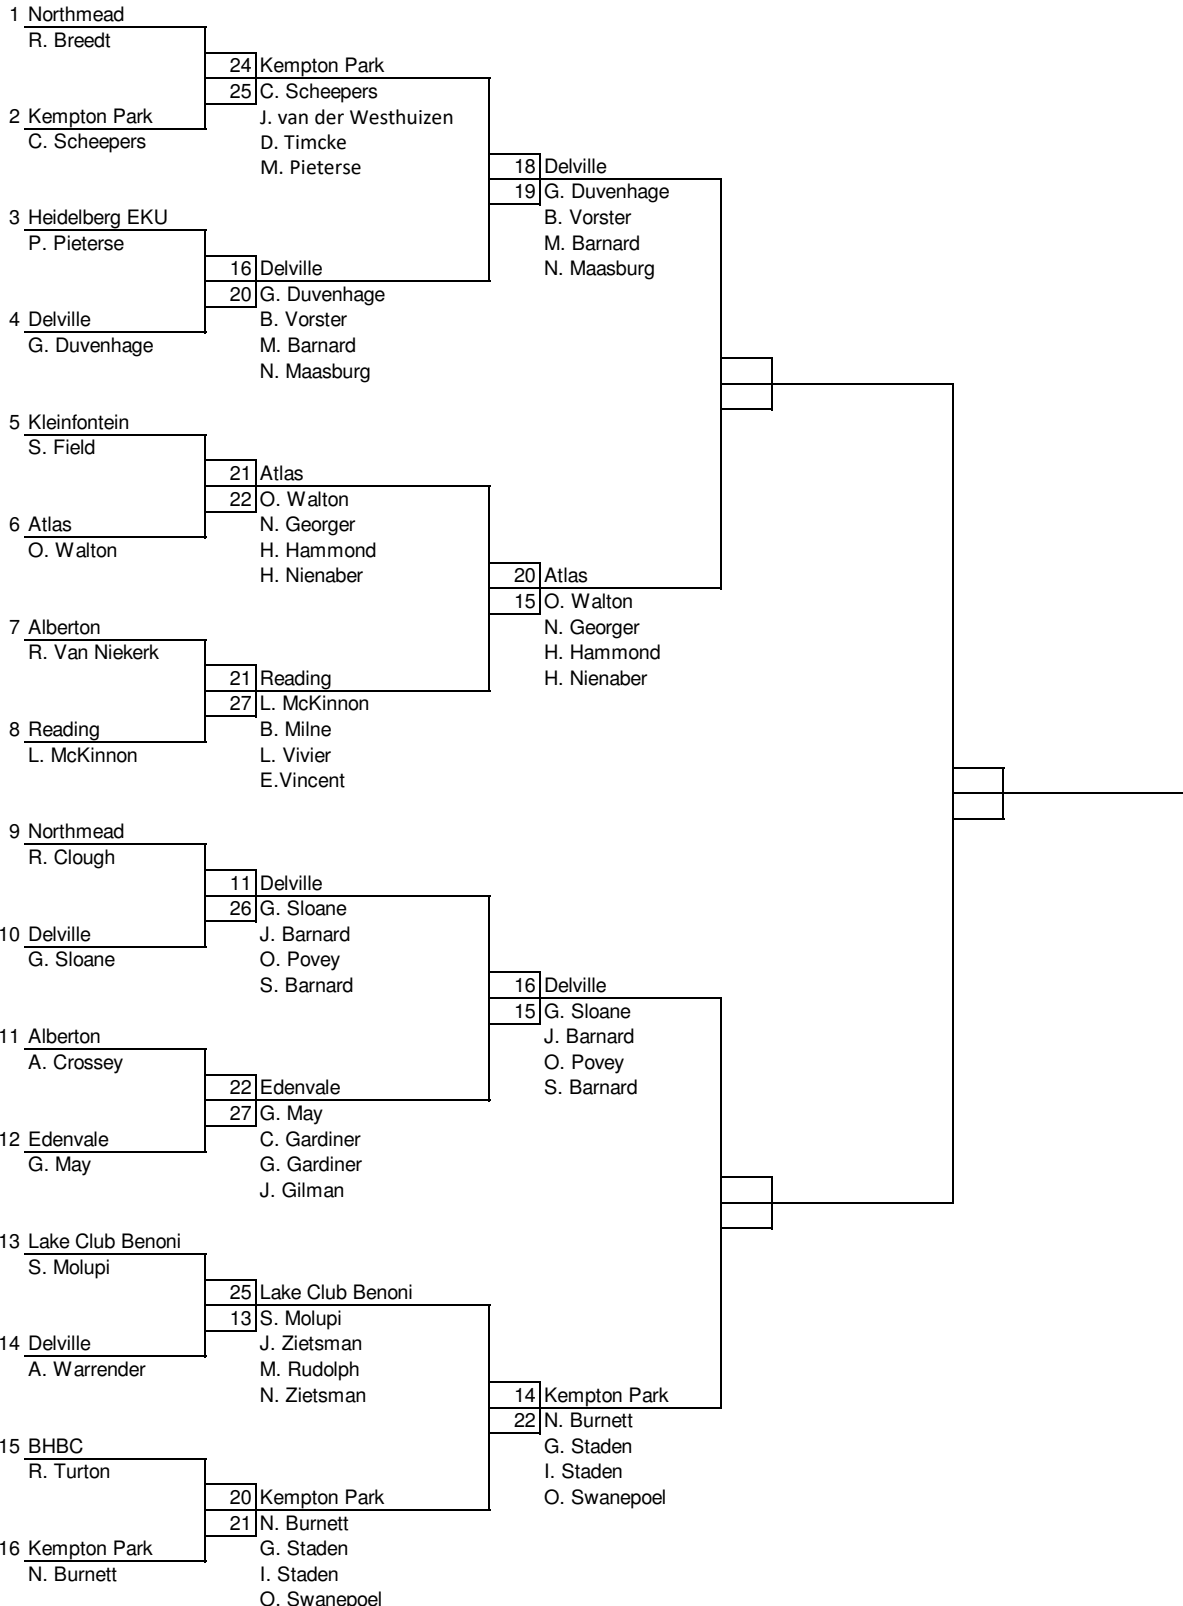 1 Northmead
R. Breedt
24 Kempton Park
25 C. Scheepers
2 Kempton Park
J. van der Westhuizen
C. Scheepers
D. Timcke
M. Pieterse
18 Delville
19 G. Duvenhage
3 Heidelberg EKU
B. Vorster
P. Pieterse
M. Barnard
16 Delville
N. Maasburg
20 G. Duvenhage
4 Delville
B. Vorster
G. Duvenhage
M. Barnard
N. Maasburg
5 Kleinfontein
S. Field
21 Atlas
22 O. Walton
6 Atlas
N. Georger
O. Walton
H. Hammond
H. Nienaber
20 Atlas
15 O. Walton
7 Alberton
N. Georger
R. Van Niekerk
H. Hammond
21 Reading
H. Nienaber
27 L. McKinnon
8 Reading
B. Milne
L. McKinnon
L. Vivier
E.Vincent
9 Northmead
R. Clough
11 Delville
26 G. Sloane
10 Delville
J. Barnard
G. Sloane
O. Povey
S. Barnard
16 Delville
15 G. Sloane
11 Alberton
J. Barnard
A. Crossey
O. Povey
22 Edenvale
S. Barnard
27 G. May
12 Edenvale
C. Gardiner
G. May
G. Gardiner
J. Gilman
13 Lake Club Benoni
S. Molupi
25 Lake Club Benoni
13 S. Molupi
14 Delville
J. Zietsman
A. Warrender
M. Rudolph
N. Zietsman
14 Kempton Park
22 N. Burnett
15 BHBC
G. Staden
R. Turton
I. Staden
20 Kempton Park
O. Swanepoel
21 N. Burnett
16 Kempton Park
G. Staden
N. Burnett
I. Staden
O. Swanepoel